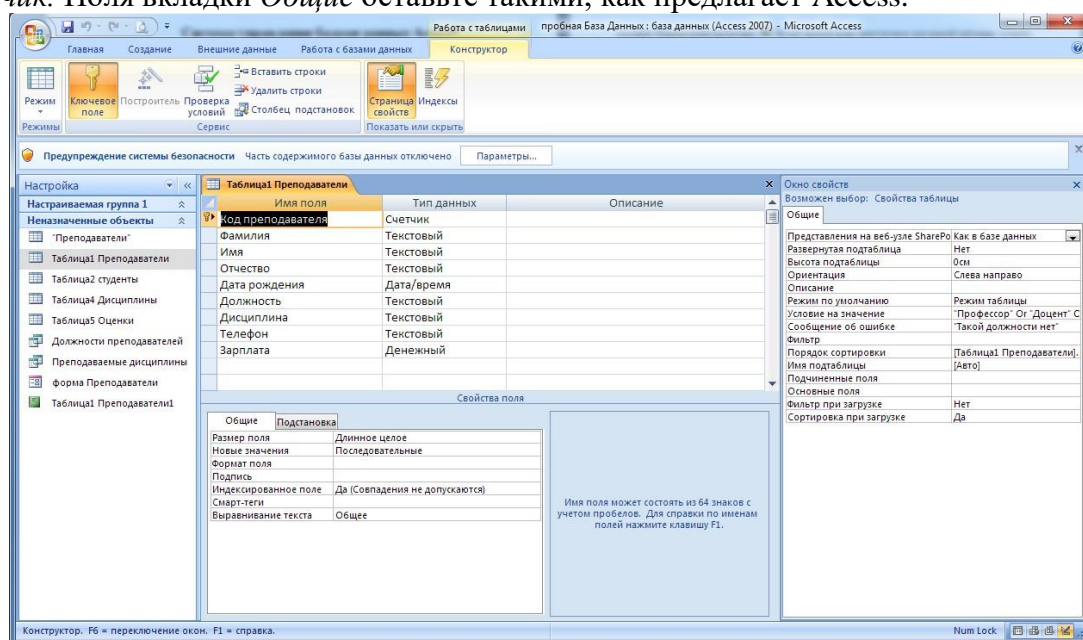 чик. Поля вкладки Общие оставьте такими, как предлагает Access.
Работа с таблицами
пробная База Данных : база данных (Access 2007) - Microsoft Access
Главная Создание Внешние данные Работа с базами данных Конструктор
Режим
Ключевое поле
Построитель
Проверка условий
Вставить строки
Удалить строки
Столбец подстановок
Страница свойств
Индексы
Режимы Сервис Показать или скрыть
Предупреждение системы безопасности Часть содержимого базы данных отключено Параметры...
Настройка
Настраиваемая группа 1
Неназначенные объекты
"Преподаватели"
Таблица1 Преподаватели
Таблица2 студенты
Таблица4 Дисциплины
Таблица5 Оценки
Должности преподавателей
Преподаваемые дисциплины
форма Преподаватели
Таблица1 Преподаватели1
Таблица1 Преподаватели
Имя поля Тип данных Описание
Код преподавателя Счетчик
Фамилия Текстовый
Имя Текстовый
Отчество Текстовый
Дата рождения Дата/время
Должность Текстовый
Дисциплина Текстовый
Телефон Текстовый
Зарплата Денежный
Свойства поля
Общие Подстановка
Размер поля Длинное целое
Новые значения Последовательные
Формат поля
Подпись
Индексированное поле Да (Совпадения не допускаются)
Смарт-теги
Выравнивание текста Общее
Имя поля может состоять из 64 знаков с
учетом пробелов. Для справки по именам
полей нажмите клавишу F1.
Окно свойств
Возможен выбор: Свойства таблицы
Общие
Представления на веб-узле SharePo Как в базе данных
Развернутая подтаблица Нет
Высота подтаблицы 0см
Ориентация Слева направо
Описание
Режим по умолчанию Режим таблицы
Условие на значение "Профессор" Or "Доцент" С
Сообщение об ошибке "Такой должности нет"
Фильтр
Порядок сортировки [Таблица1 Преподаватели].
Имя подтаблицы [Авто]
Подчиненные поля
Основные поля
Фильтр при загрузке Нет
Сортировка при загрузке Да
Конструктор. F6 = переключение окон. F1 = справка.
Num Lock